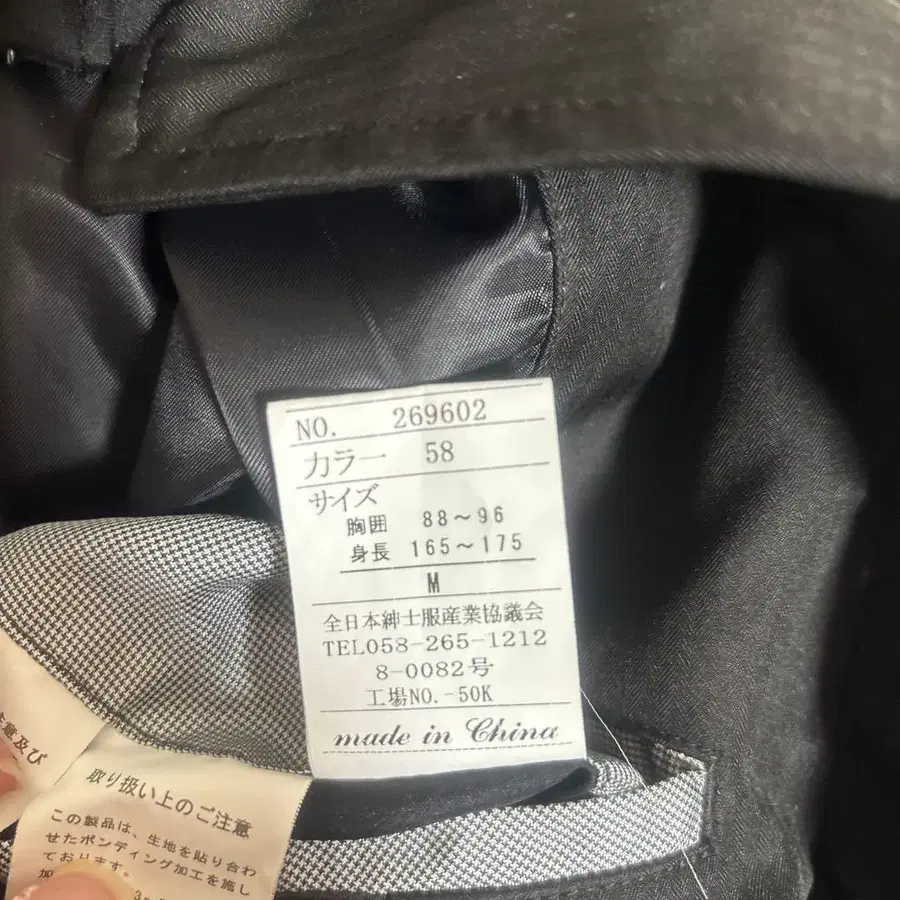 NO. 269602
カラー 58
サイズ
胸囲 88～96
身長 165～175
M
全日本紳士服産業協議会
TEL058-265-1212
8-0082号
工場NO.-50K
made in China
意及び
取り扱い上のご注意
この製品は、生地を貼り合わ
せたボンディング加工を施し
ております。